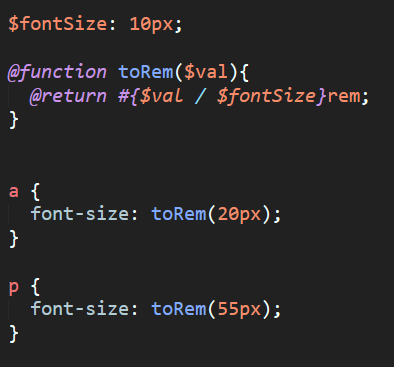 $fontSize: 10px;
@function toRem($val){
@return #{$val / $fontSize}rem;
}
a {
font-size: toRem(20px);
}
p {
font-size: toRem(55px);
}